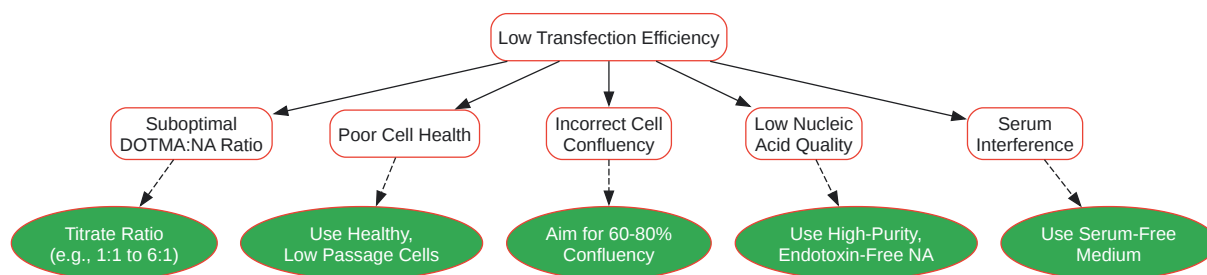 Low Transfection Efficiency
Suboptimal
DOTMA:NA Ratio
Poor Cell Health
Incorrect Cell
Confluency
Low Nucleic
Acid Quality
Serum
Interference
Titrate Ratio
(e.g., 1:1 to 6:1)
Use Healthy,
Low Passage Cells
Aim for 60-80%
Confluency
Use High-Purity,
Endotoxin-Free NA
Use Serum-Free
Medium